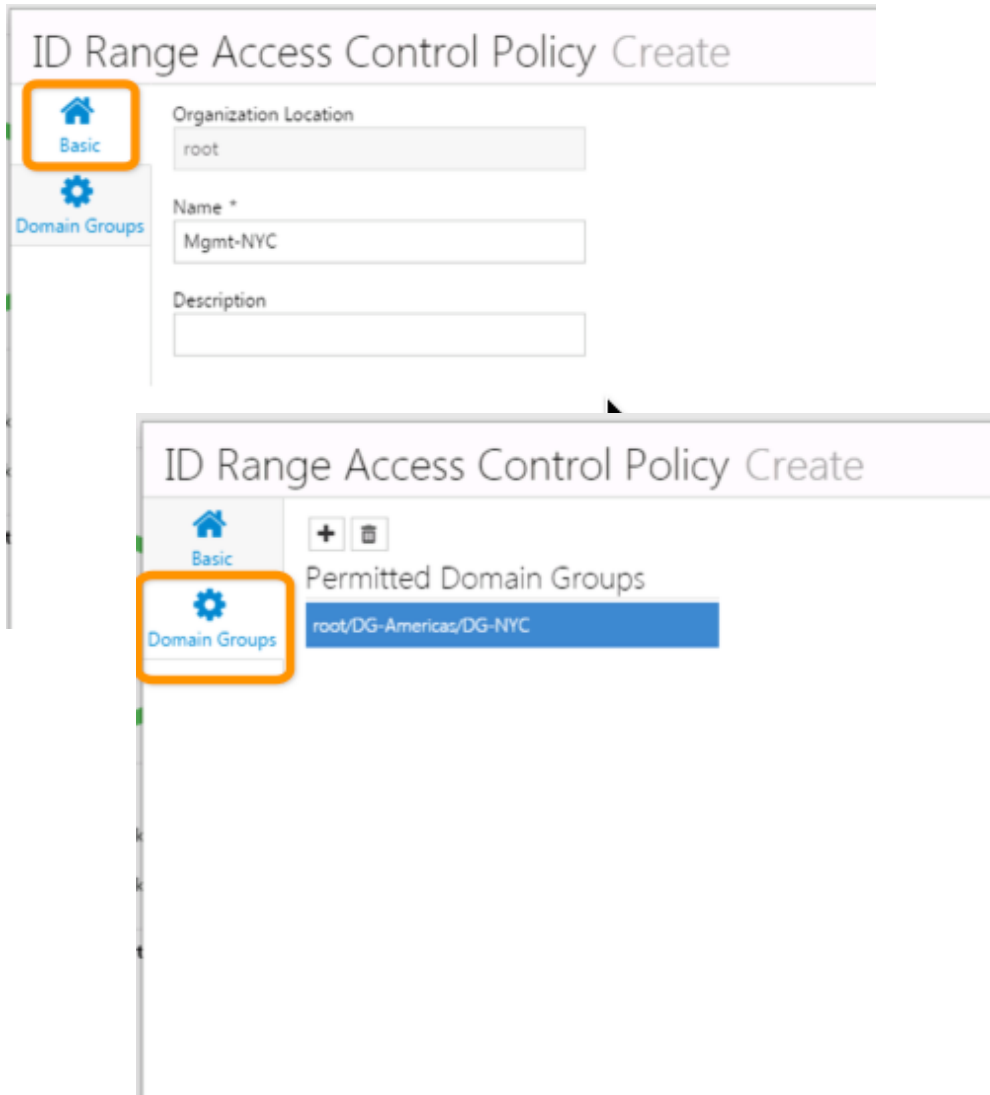 ID Range Access Control Policy Create
Basic
Organization Location
root
Domain Groups
Name *
Mgmt-NYC
Description
ID Range Access Control Policy Create
Basic
Permitted Domain Groups
Domain Groups
root/DG-Americas/DG-NYC